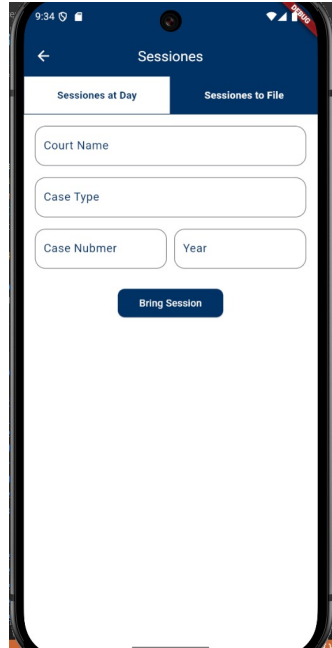 9:34
DEBUG
Sessiones
Sessiones at Day
Sessiones to File
Court Name
Case Type
Case Nubmer
Year
Bring Session